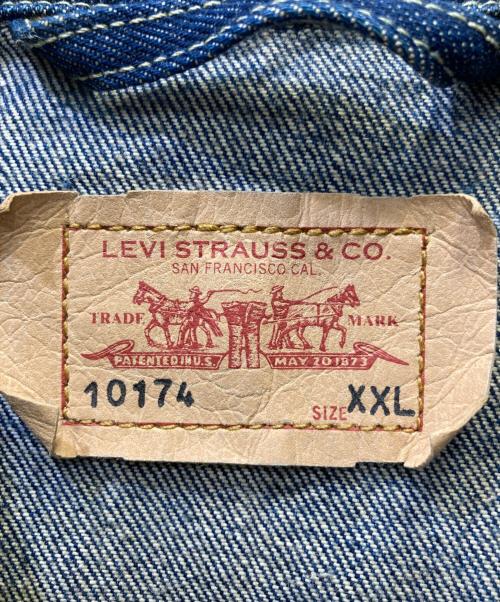 LEVI STRAUSS & CO.
SAN FRANCISCO CAL.
TRADE MARK
PATENTED IN U.S. MAY 20 1873
10174 SIZE XXL